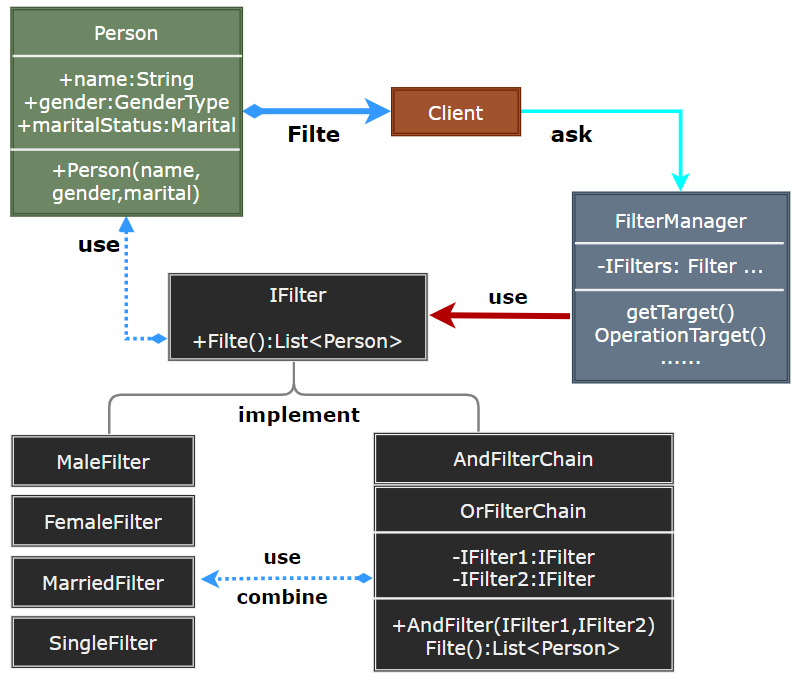 Person
+name:String
+gender:GenderType
+maritalStatus:Marital
+Person(name,
gender,marital)
Filte
Client
ask
FilterManager
-IFilters: Filter ...
getTarget()
OperationTarget()
......
use
use
IFilter
+Filte():List<Person>
implement
MaleFilter
FemaleFilter
MarriedFilter
SingleFilter
use
combine
AndFilterChain
OrFilterChain
-IFilter1:IFilter
-IFilter2:IFilter
+AndFilter(IFilter1,IFilter2)
Filte():List<Person>